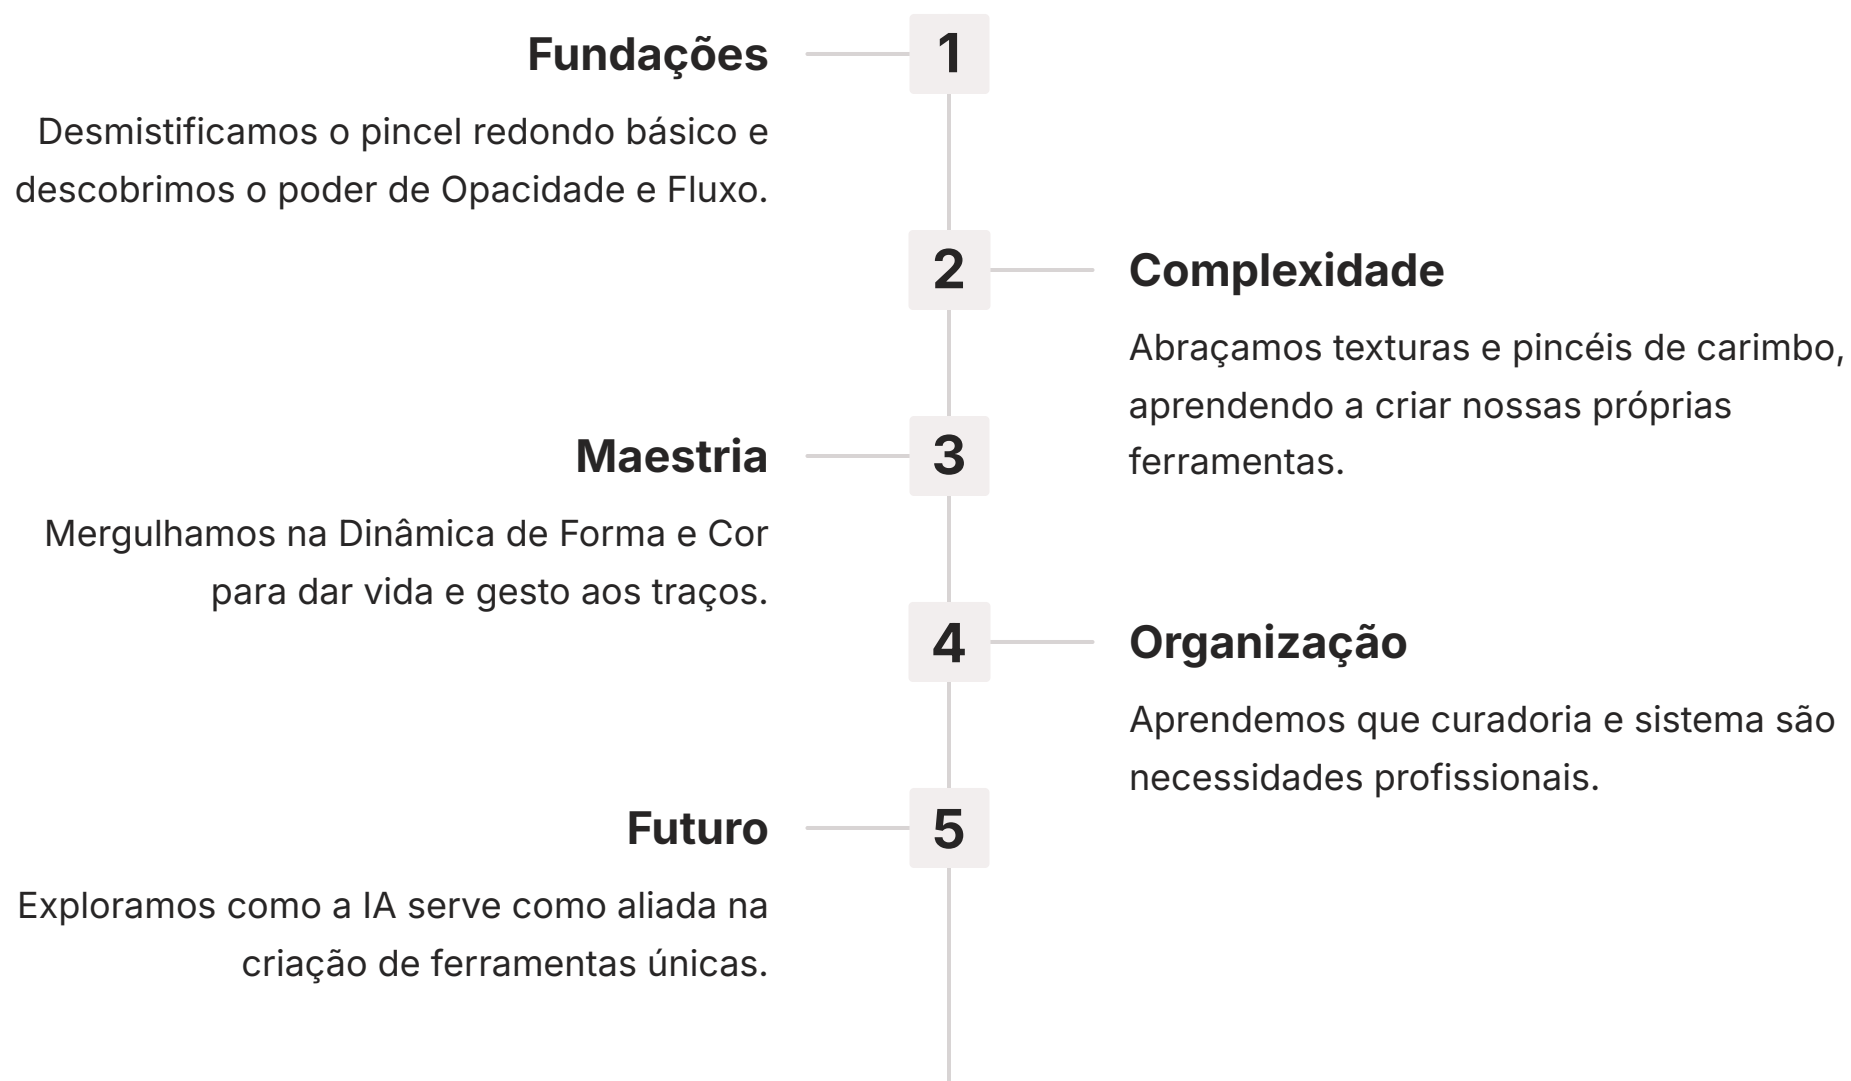 Fundações
1
Desmistificamos o pincel redondo básico e
descobrimos o poder de Opacidade e Fluxo.
2
Complexidade
Abraçamos texturas e pincéis de carimbo,
aprendendo a criar nossas próprias
ferramentas.
Maestria
3
Mergulhamos na Dinâmica de Forma e Cor
para dar vida e gesto aos traços.
4
Organização
Aprendemos que curadoria e sistema são
necessidades profissionais.
Futuro
5
Exploramos como a IA serve como aliada na
criação de ferramentas únicas.